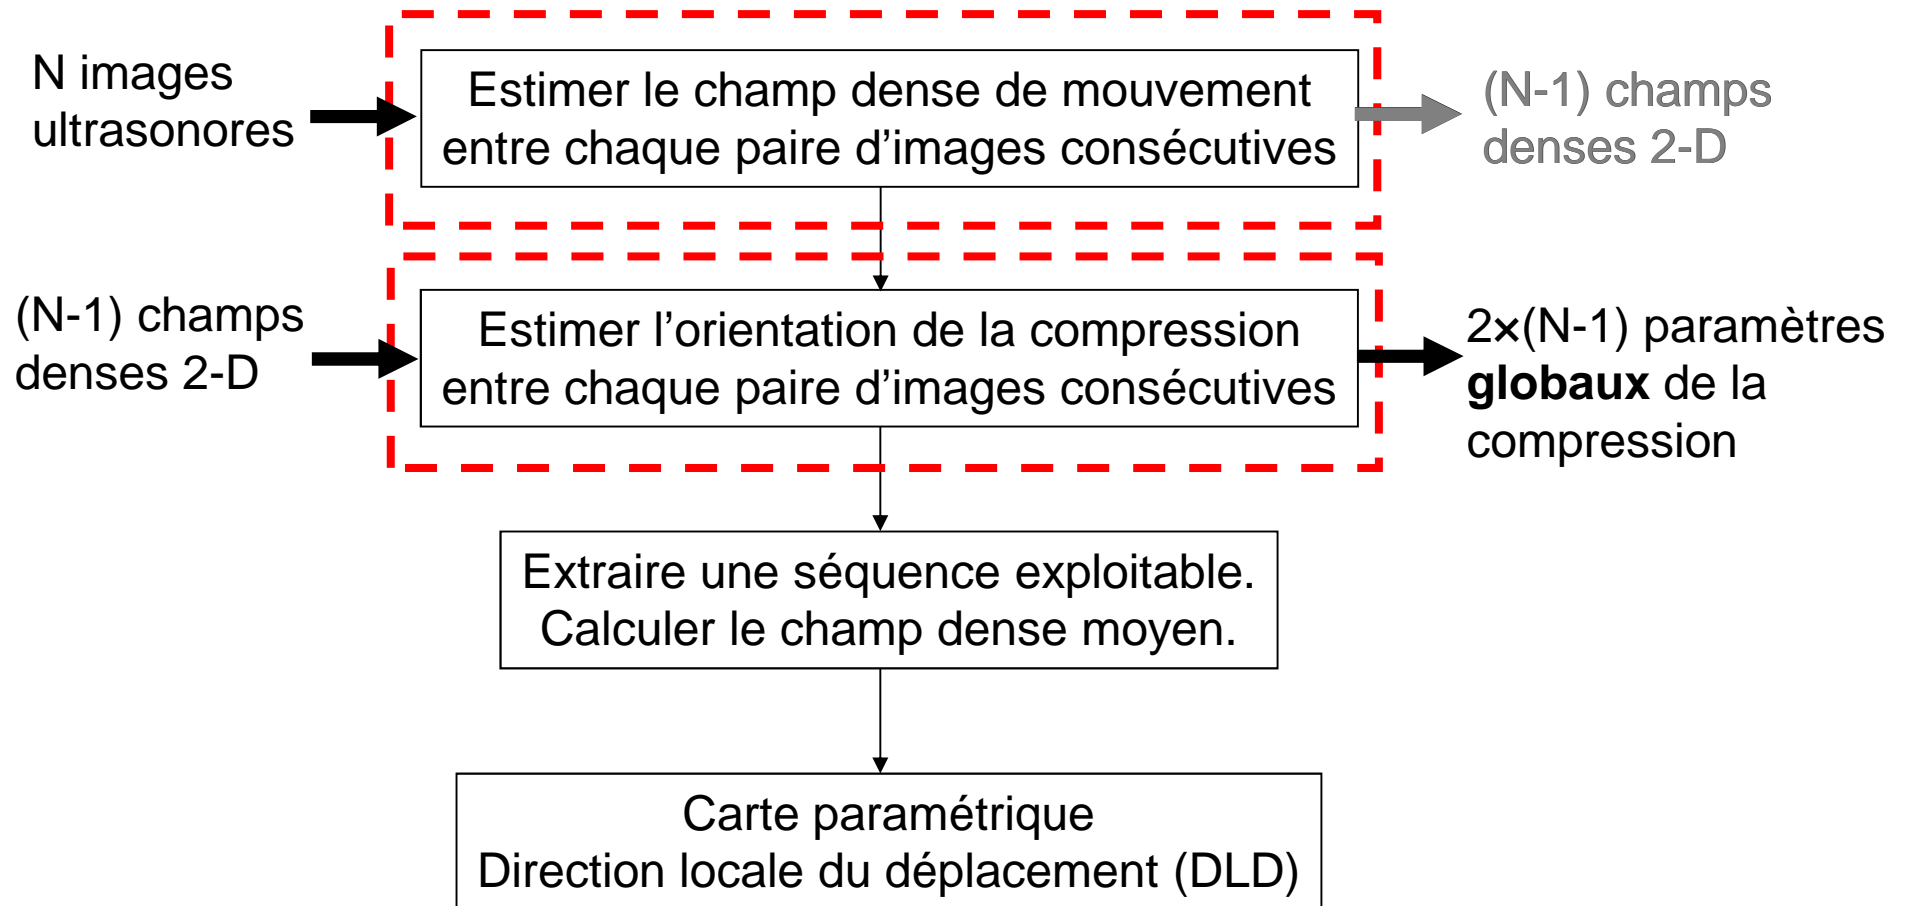 N images
ultrasonores
Estimer le champ dense de mouvement
entre chaque paire d’images consécutives
(N-1) champs
denses 2-D
(N-1) champs
denses 2-D
Estimer l’orientation de la compression
entre chaque paire d’images consécutives
2×(N-1) paramètres
globaux de la
compression
Extraire une séquence exploitable.
Calculer le champ dense moyen.
Carte paramétrique
Direction locale du déplacement (DLD)